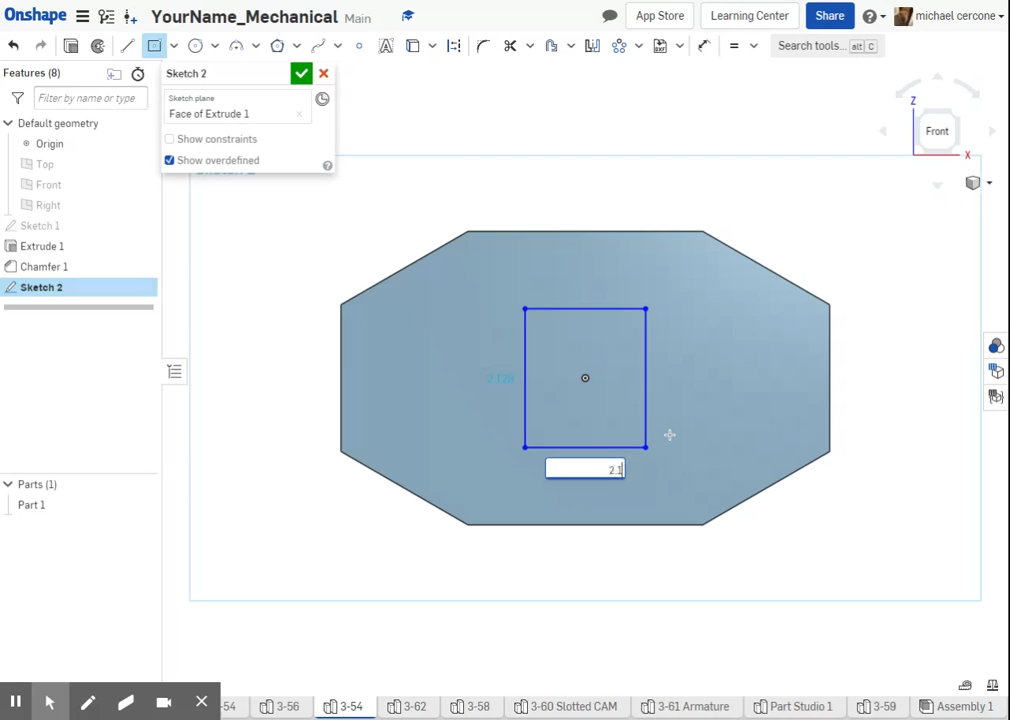 Onshape YourName_Mechanical Main App Store Learning Center Share michael cercone
Search tools... alt C
Features (8)
Filter by name or type
Default geometry
Origin
Top
Front
Right
Sketch 1
Extrude 1
Chamfer 1
Sketch 2
Parts (1)
Part 1
Sketch 2
Sketch plane
Face of Extrude 1
Show constraints
Show overdefined
Z
Front
X
2.128
2.1
-54 3-56 3-54 3-62 3-58 3-60 Slotted CAM 3-61 Armature Part Studio 1 3-59 Assembly 1